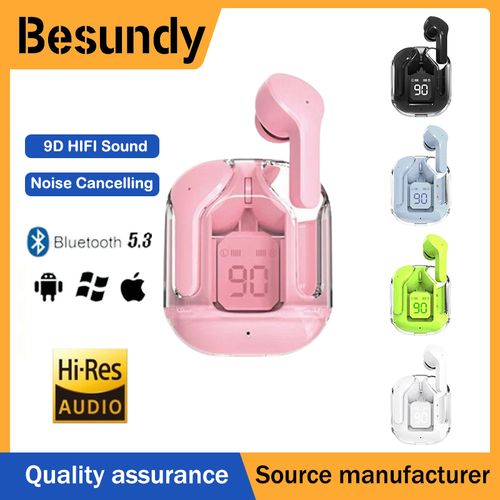 Besundy
9D HIFI Sound
Noise Cancelling
Bluetooth 5.3
Hi-Res
AUDIO
90
90
90
90
90
Quality assurance
Source manufacturer